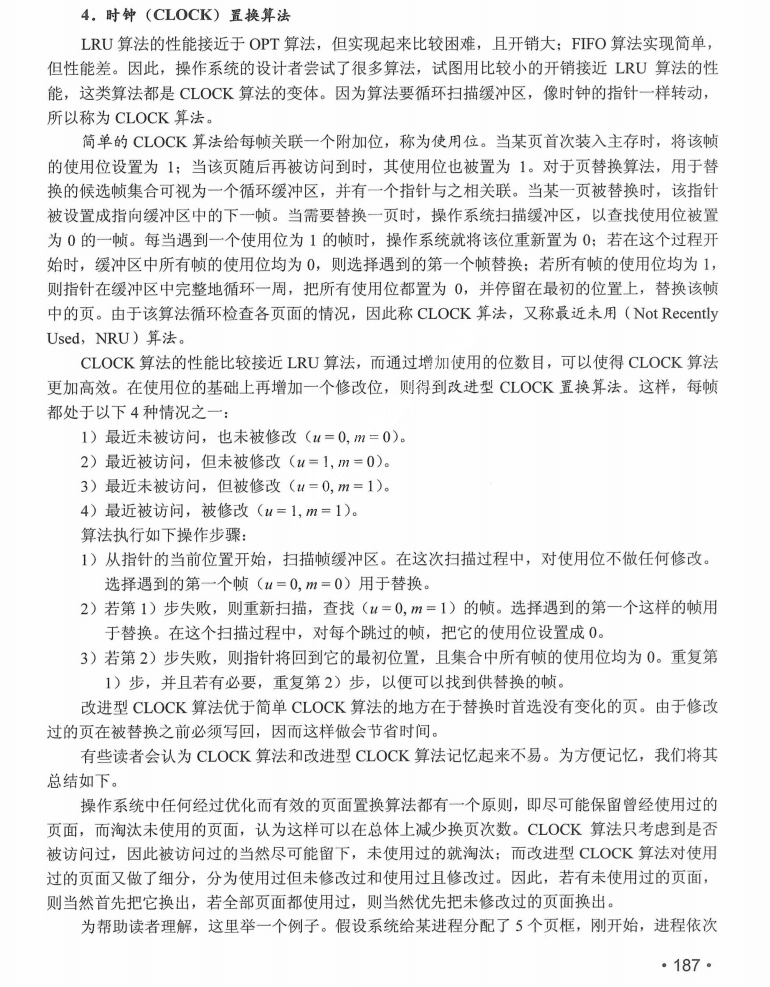 4．时钟（CLOCK）置换算法
LRU 算法的性能接近于 OPT 算法，但实现起来比较困难，且开销大；FIFO 算法实现简单，
但性能差。因此，操作系统的设计者尝试了很多算法，试图用比较小的开销接近 LRU 算法的性
能，这类算法都是 CLOCK 算法的变体。因为算法要循环扫描缓冲区，像时钟的指针一样转动，
所以称为 CLOCK 算法。
简单的 CLOCK 算法给每帧关联一个附加位，称为使用位。当某页首次装入主存时，将该帧
的使用位设置为 1；当该页随后再被访问到时，其使用位也被置为 1。对于页替换算法，用于替
换的候选帧集合可视为一个循环缓冲区，并有一个指针与之相关联。当某一页被替换时，该指针
被设置成指向缓冲区中的下一帧。当需要替换一页时，操作系统扫描缓冲区，以查找使用位被置
为 0 的一帧。每当遇到一个使用位为 1 的帧时，操作系统就将该位重新置为 0；若在这个过程开
始时，缓冲区中所有帧的使用位均为 0，则选择遇到的第一个帧替换；若所有帧的使用位均为 1，
则指针在缓冲区中完整地循环一周，把所有使用位都置为 0，并停留在最初的位置上，替换该帧
中的页。由于该算法循环检查各页面的情况，因此称 CLOCK 算法，又称最近未用（Not Recently
Used，NRU）算法。
CLOCK 算法的性能比较接近 LRU 算法，而通过增加使用的位数目，可以使得 CLOCK 算法
更加高效。在使用位的基础上再增加一个修改位，则得到改进型 CLOCK 置换算法。这样，每帧
都处于以下 4 种情况之一：
1）最近未被访问，也未被修改（u = 0, m = 0）。
2）最近被访问，但未被修改（u = 1, m = 0）。
3）最近未被访问，但被修改（u = 0, m = 1）。
4）最近被访问，被修改（u = 1, m = 1）。
算法执行如下操作步骤：
1）从指针的当前位置开始，扫描帧缓冲区。在这次扫描过程中，对使用位不做任何修改。
选择遇到的第一个帧（u = 0, m = 0）用于替换。
2）若第 1）步失败，则重新扫描，查找（u = 0, m = 1）的帧。选择遇到的第一个这样的帧用
于替换。在这个扫描过程中，对每个跳过的帧，把它的使用位设置成 0。
3）若第 2）步失败，则指针将回到它的最初位置，且集合中所有帧的使用位均为 0。重复第
1）步，并且若有必要，重复第 2）步，以便可以找到供替换的帧。
改进型 CLOCK 算法优于简单 CLOCK 算法的地方在于替换时首选没有变化的页。由于修改
过的页在被替换之前必须写回，因而这样做会节省时间。
有些读者会认为 CLOCK 算法和改进型 CLOCK 算法记忆起来不易。为方便记忆，我们将其
总结如下。
操作系统中任何经过优化而有效的页面置换算法都有一个原则，即尽可能保留曾经使用过的
页面，而淘汰未使用的页面，认为这样可以在总体上减少换页次数。CLOCK 算法只考虑到是否
被访问过，因此被访问过的当然尽可能留下，未使用过的就淘汰；而改进型 CLOCK 算法对使用
过的页面又做了细分，分为使用过但未修改过和使用过且修改过。因此，若有未使用过的页面，
则当然首先把它换出，若全部页面都使用过，则当然优先把未修改过的页面换出。
为帮助读者理解，这里举一个例子。假设系统给某进程分配了 5 个页框，刚开始，进程依次
• 187 •